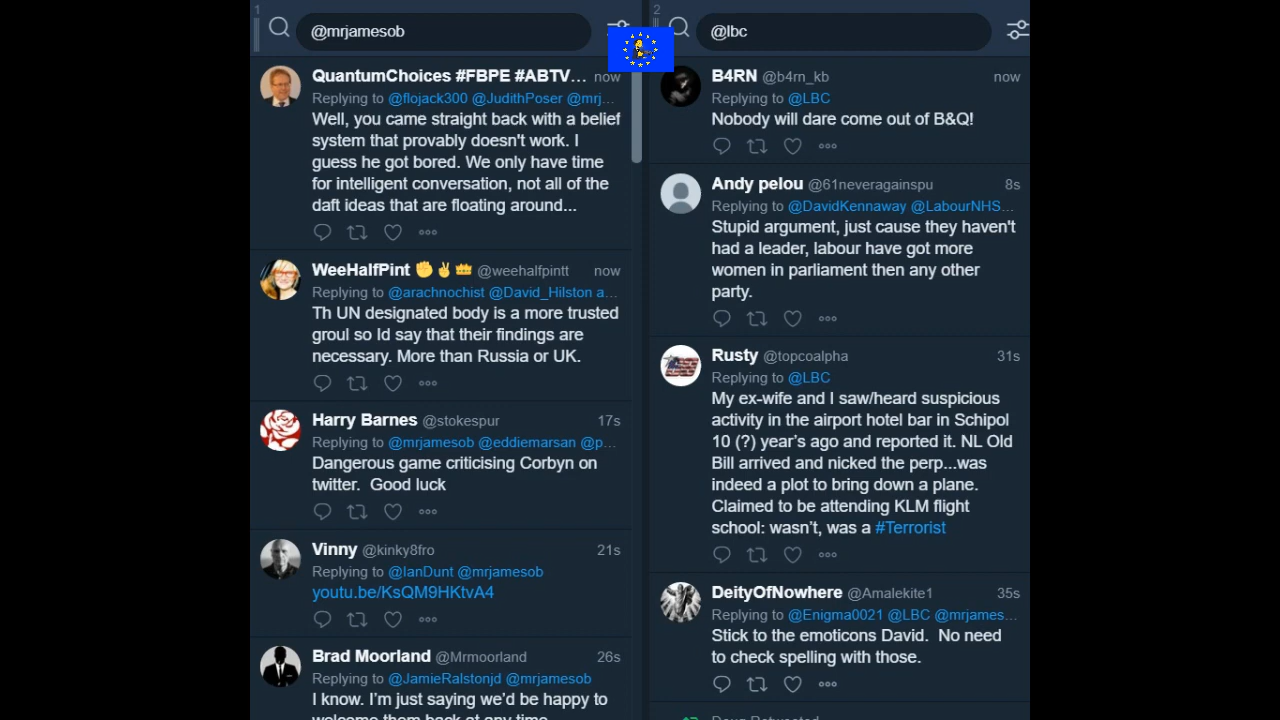 1
@mrjamesob
QuantumChoices #FBPE #ABTV... now
Replying to @flojack300 @JudithPoser @mrj...
Well, you came straight back with a belief
system that provably doesn't work. I
guess he got bored. We only have time
for intelligent conversation, not all of the
daft ideas that are floating around...
WeeHalfPint ✊✌👑 @weehalfpintt now
Replying to @arachnochist @David_Hilston a...
Th UN designated body is a more trusted
groul so Id say that their findings are
necessary. More than Russia or UK.
Harry Barnes @stokespur 17s
Replying to @mrjamesob @eddiemarsan @p...
Dangerous game criticising Corbyn on
twitter.  Good luck
Vinny @kinky8fro 21s
Replying to @IanDunt @mrjamesob
youtu.be/KsQM9HKtvA4
Brad Moorland @Mrmoorland 26s
Replying to @JamieRalstonjd @mrjamesob
I know. I'm just saying we'd be happy to
welcome them back at any time
2
@lbc
B4RN @b4rn_kb now
Replying to @LBC
Nobody will dare come out of B&Q!
Andy pelou @61neveragainspu 8s
Replying to @DavidKennaway @LabourNHS...
Stupid argument, just cause they haven't
had a leader, labour have got more
women in parliament then any other
party.
Rusty @topcoalpha 31s
Replying to @LBC
My ex-wife and I saw/heard suspicious
activity in the airport hotel bar in Schipol
10 (?) year's ago and reported it. NL Old
Bill arrived and nicked the perp...was
indeed a plot to bring down a plane.
Claimed to be attending KLM flight
school: wasn't, was a #Terrorist
DeityOfNowhere @Amalekite1 35s
Replying to @Enigma0021 @LBC @mrjames...
Stick to the emoticons David.  No need
to check spelling with those.
Doug Retweeted